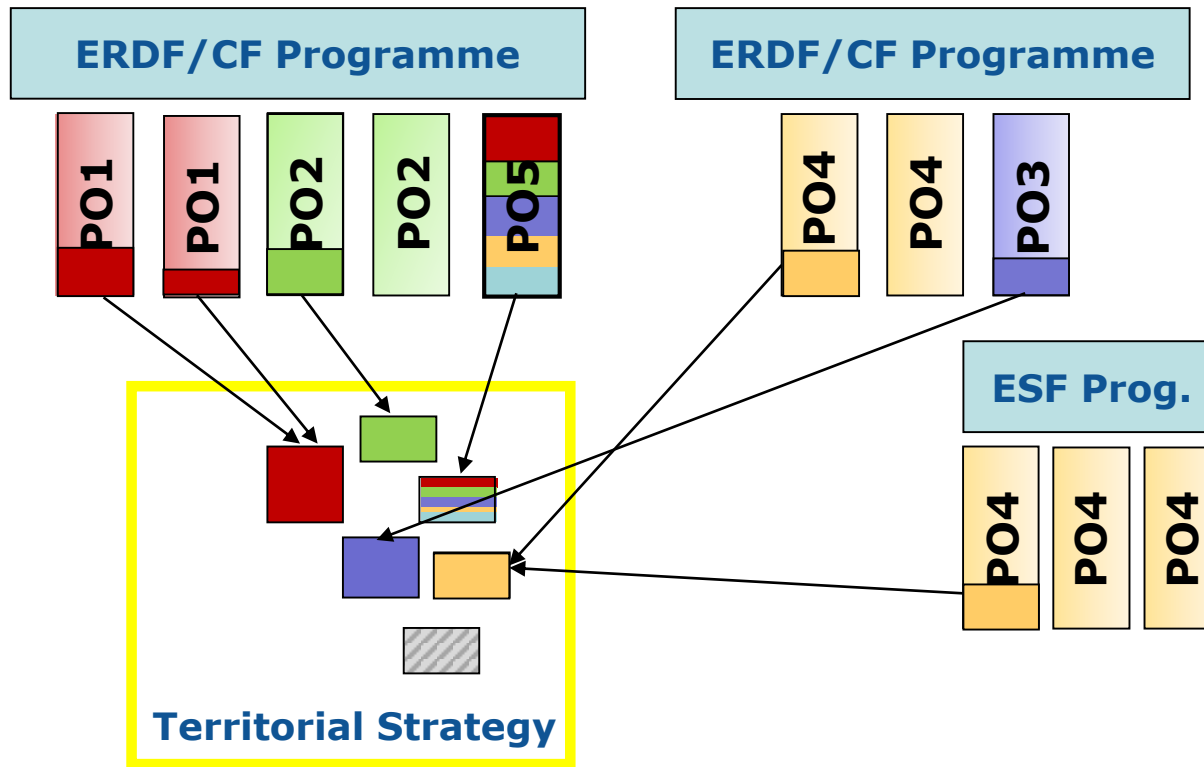 ERDF/CF Programme
ERDF/CF Programme
PO1
PO1
PO2
PO2
PO5
PO4
PO4
PO3
ESF Prog.
PO4
PO4
PO4
Territorial Strategy